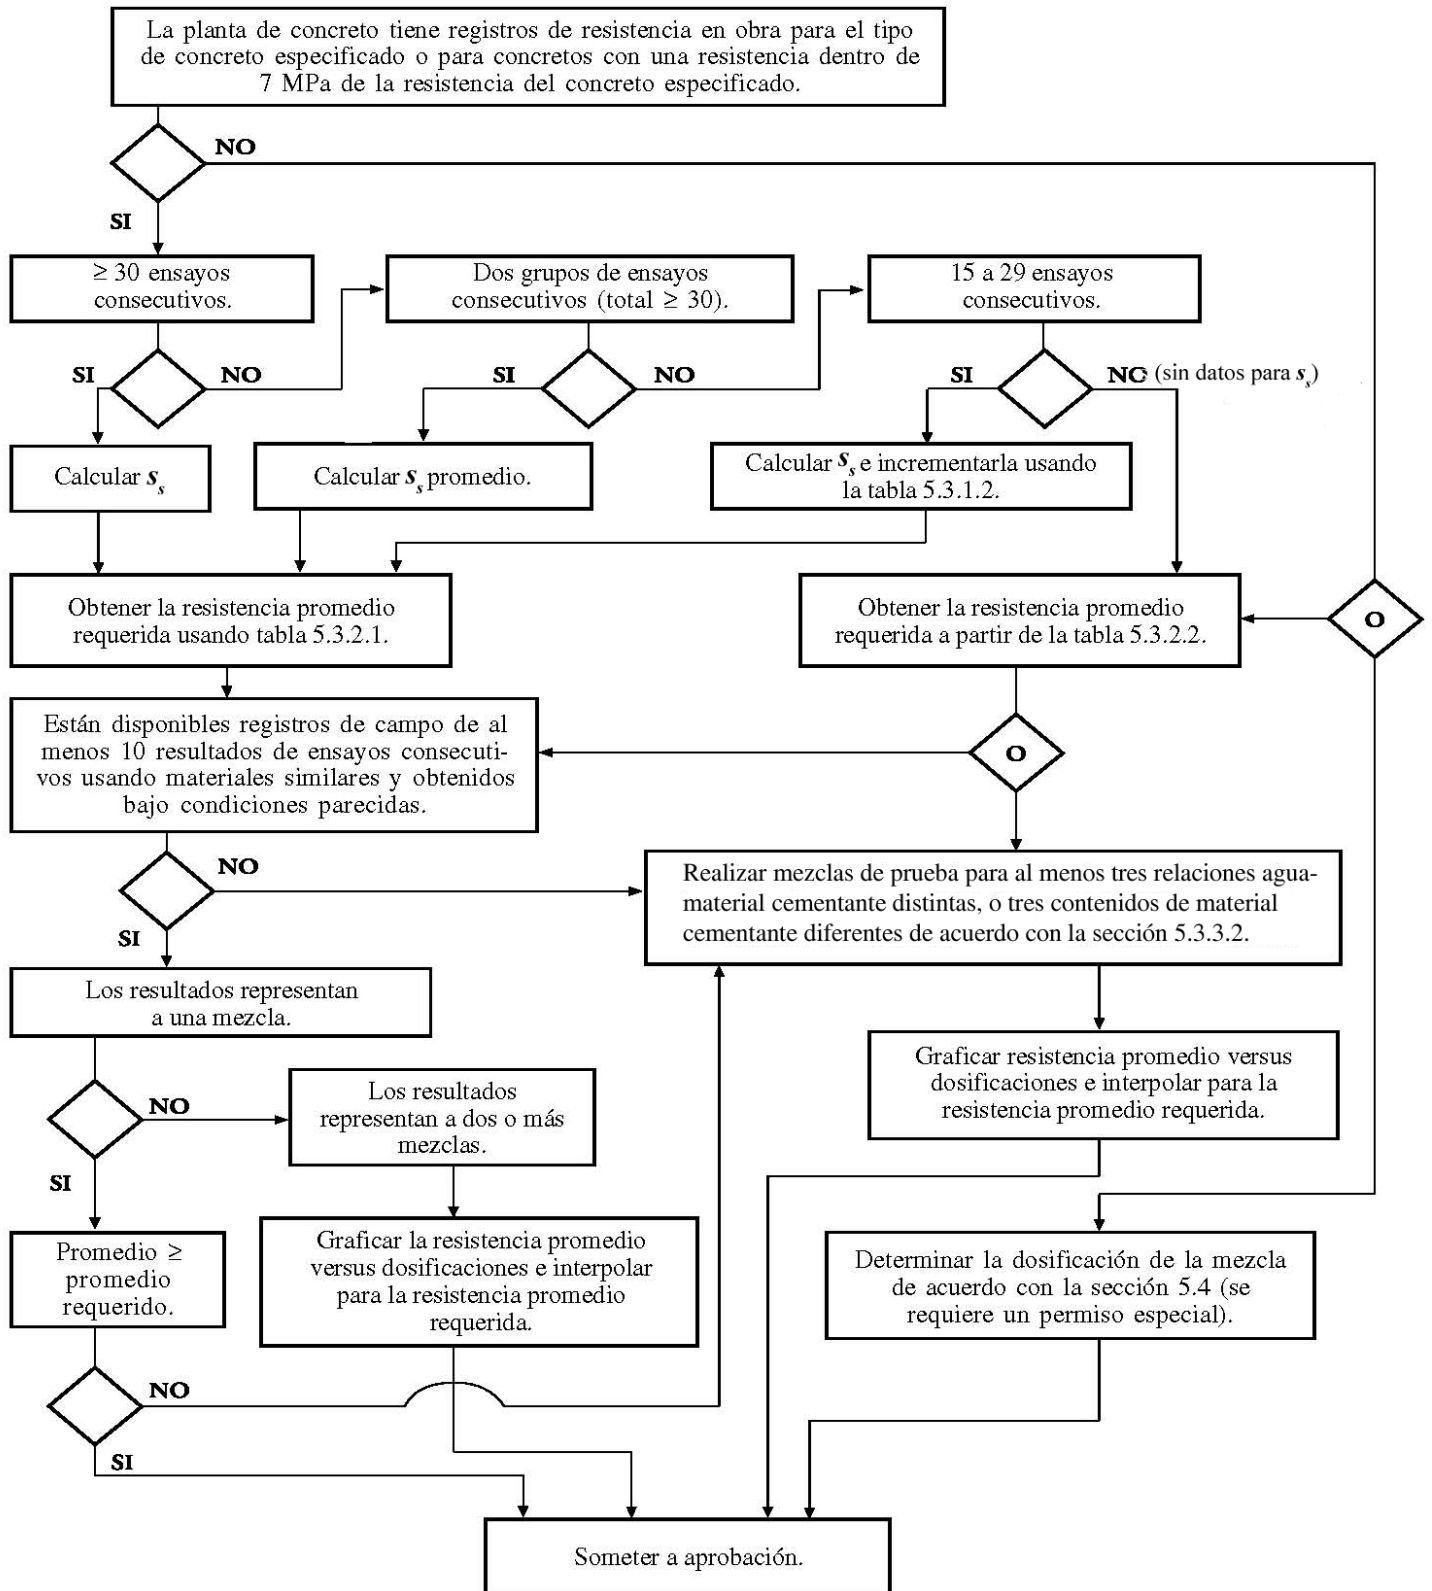 La planta de concreto tiene registros de resistencia en obra para el tipo
de concreto especificado o para concretos con una resistencia dentro de
7 MPa de la resistencia del concreto especificado.
NO
SI
≥ 30 ensayos
consecutivos.
Dos grupos de ensayos
consecutivos (total ≥ 30).
15 a 29 ensayos
consecutivos.
SI
NO
SI
NO
SI
NO (sin datos para s_s)
Calcular s_s
Calcular s_s promedio.
Calcular s_s e incrementarla usando
la tabla 5.3.1.2.
Obtener la resistencia promedio
requerida usando tabla 5.3.2.1.
Obtener la resistencia promedio
requerida a partir de la tabla 5.3.2.2.
O
Están disponibles registros de campo de al
menos 10 resultados de ensayos consecuti-
vos usando materiales similares y obtenidos
bajo condiciones parecidas.
O
NO
SI
Realizar mezclas de prueba para al menos tres relaciones agua-
material cementante distintas, o tres contenidos de material
cementante diferentes de acuerdo con la sección 5.3.3.2.
Los resultados representan
a una mezcla.
Graficar resistencia promedio versus
dosificaciones e interpolar para la
resistencia promedio requerida.
NO
SI
Los resultados
representan a dos o más
mezclas.
Promedio ≥
promedio
requerido.
Graficar la resistencia promedio
versus dosificaciones e interpolar
para la resistencia promedio
requerida.
Determinar la dosificación de la mezcla
de acuerdo con la sección 5.4 (se
requiere un permiso especial).
NO
SI
Someter a aprobación.